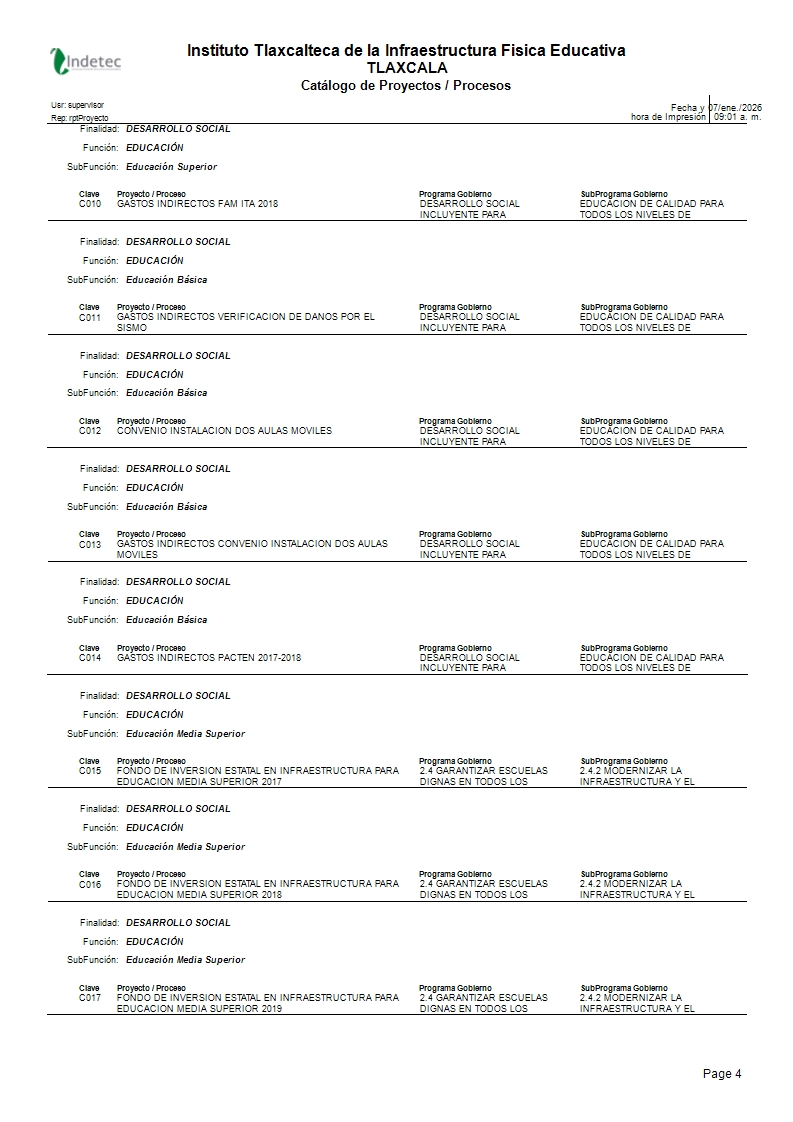 Indetec
Instituto Tlaxcalteca de la Infraestructura Fisica Educativa
TLAXCALA
Catálogo de Proyectos / Procesos
Usr: supervisor
Rep: rptProyecto
Fecha y 07/ene./2026
hora de Impresión 09:01 a. m.
Finalidad: DESARROLLO SOCIAL
Función: EDUCACIÓN
SubFunción: Educación Superior
Clave Proyecto / Proceso Programa Gobierno SubPrograma Gobierno
C010 GASTOS INDIRECTOS FAM ITA 2018 DESARROLLO SOCIAL EDUCACION DE CALIDAD PARA
INCLUYENTE PARA TODOS LOS NIVELES DE
Finalidad: DESARROLLO SOCIAL
Función: EDUCACIÓN
SubFunción: Educación Básica
Clave Proyecto / Proceso Programa Gobierno SubPrograma Gobierno
C011 GASTOS INDIRECTOS VERIFICACION DE DANOS POR EL DESARROLLO SOCIAL EDUCACION DE CALIDAD PARA
SISMO INCLUYENTE PARA TODOS LOS NIVELES DE
Finalidad: DESARROLLO SOCIAL
Función: EDUCACIÓN
SubFunción: Educación Básica
Clave Proyecto / Proceso Programa Gobierno SubPrograma Gobierno
C012 CONVENIO INSTALACION DOS AULAS MOVILES DESARROLLO SOCIAL EDUCACION DE CALIDAD PARA
INCLUYENTE PARA TODOS LOS NIVELES DE
Finalidad: DESARROLLO SOCIAL
Función: EDUCACIÓN
SubFunción: Educación Básica
Clave Proyecto / Proceso Programa Gobierno SubPrograma Gobierno
C013 GASTOS INDIRECTOS CONVENIO INSTALACION DOS AULAS DESARROLLO SOCIAL EDUCACION DE CALIDAD PARA
MOVILES INCLUYENTE PARA TODOS LOS NIVELES DE
Finalidad: DESARROLLO SOCIAL
Función: EDUCACIÓN
SubFunción: Educación Básica
Clave Proyecto / Proceso Programa Gobierno SubPrograma Gobierno
C014 GASTOS INDIRECTOS PACTEN 2017-2018 DESARROLLO SOCIAL EDUCACION DE CALIDAD PARA
INCLUYENTE PARA TODOS LOS NIVELES DE
Finalidad: DESARROLLO SOCIAL
Función: EDUCACIÓN
SubFunción: Educación Media Superior
Clave Proyecto / Proceso Programa Gobierno SubPrograma Gobierno
C015 FONDO DE INVERSION ESTATAL EN INFRAESTRUCTURA PARA 2.4 GARANTIZAR ESCUELAS 2.4.2 MODERNIZAR LA
EDUCACION MEDIA SUPERIOR 2017 DIGNAS EN TODOS LOS INFRAESTRUCTURA Y EL
Finalidad: DESARROLLO SOCIAL
Función: EDUCACIÓN
SubFunción: Educación Media Superior
Clave Proyecto / Proceso Programa Gobierno SubPrograma Gobierno
C016 FONDO DE INVERSION ESTATAL EN INFRAESTRUCTURA PARA 2.4 GARANTIZAR ESCUELAS 2.4.2 MODERNIZAR LA
EDUCACION MEDIA SUPERIOR 2018 DIGNAS EN TODOS LOS INFRAESTRUCTURA Y EL
Finalidad: DESARROLLO SOCIAL
Función: EDUCACIÓN
SubFunción: Educación Media Superior
Clave Proyecto / Proceso Programa Gobierno SubPrograma Gobierno
C017 FONDO DE INVERSION ESTATAL EN INFRAESTRUCTURA PARA 2.4 GARANTIZAR ESCUELAS 2.4.2 MODERNIZAR LA
EDUCACION MEDIA SUPERIOR 2019 DIGNAS EN TODOS LOS INFRAESTRUCTURA Y EL
Page 4